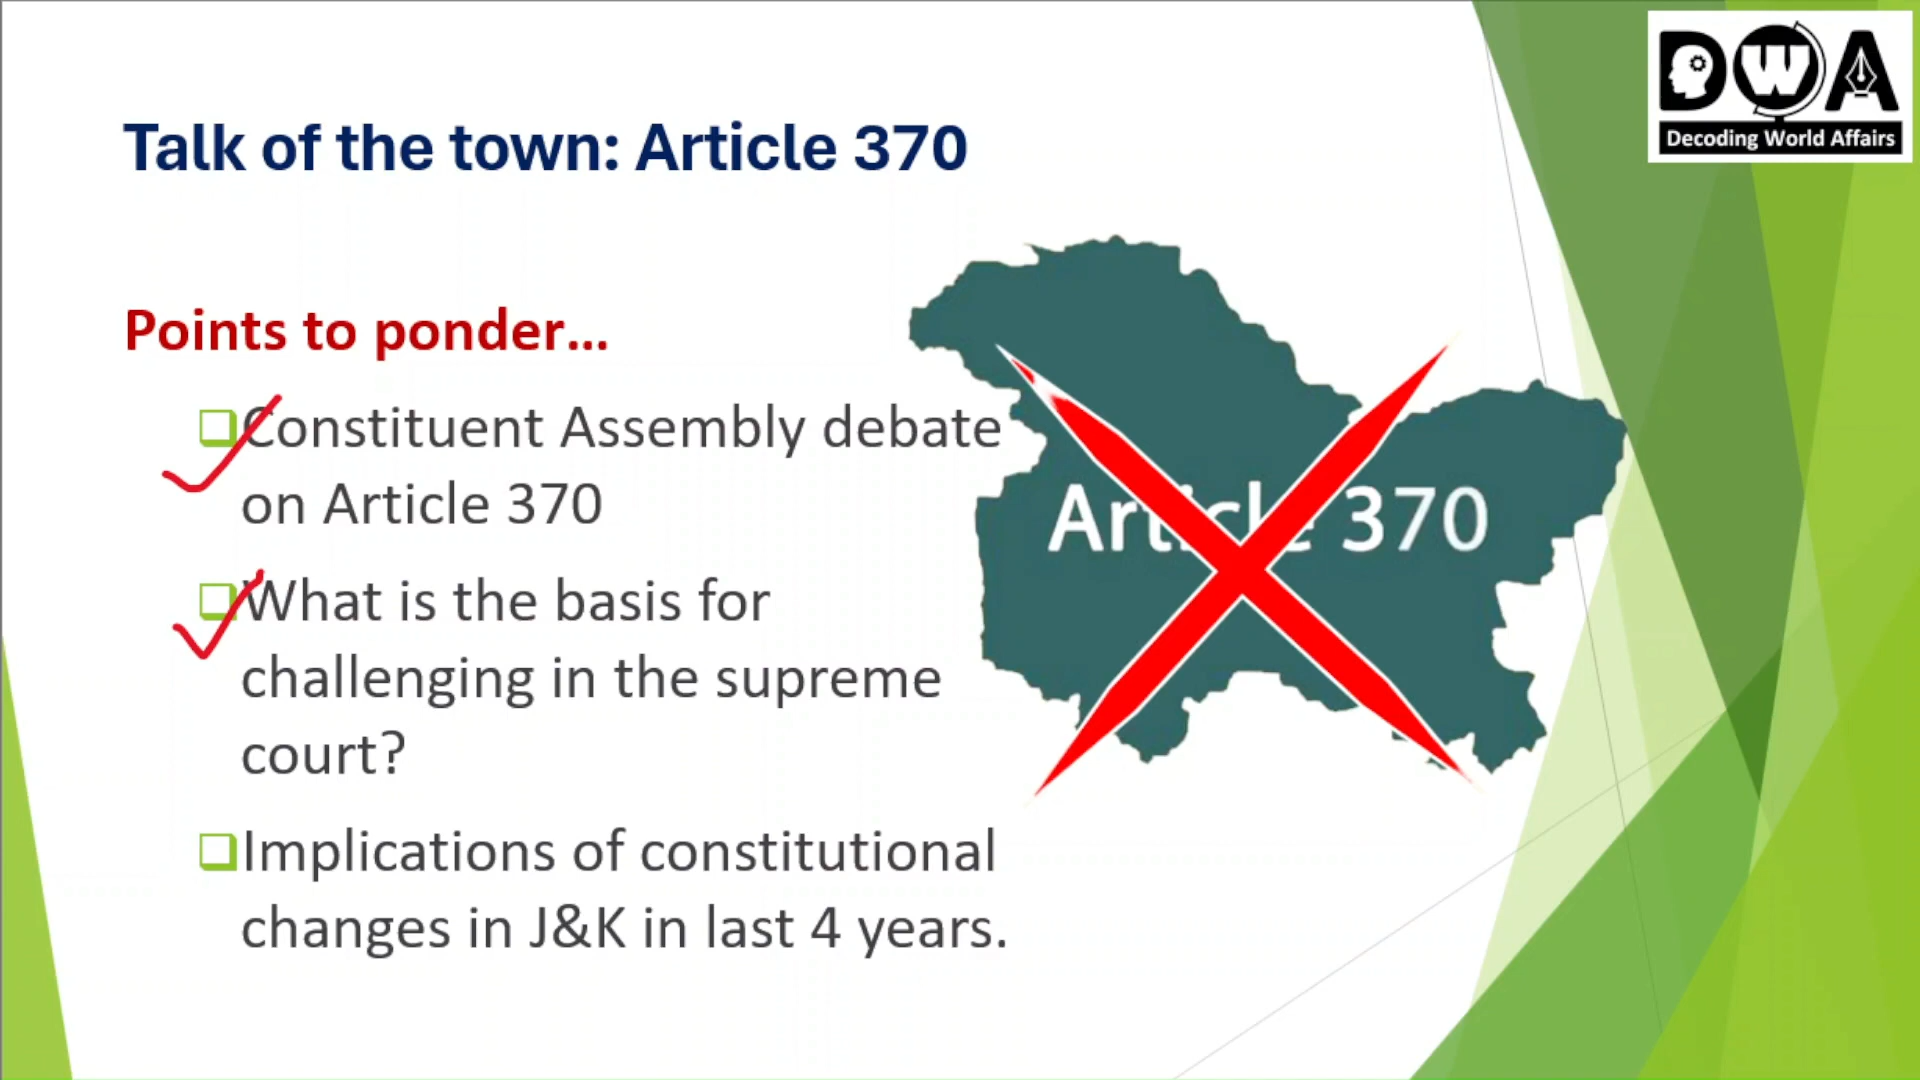 DWA
Decoding World Affairs
Talk of the town: Article 370
Points to ponder...
Constituent Assembly debate
on Article 370
What is the basis for
challenging in the supreme
court?
Implications of constitutional
changes in J&K in last 4 years.
Article 370